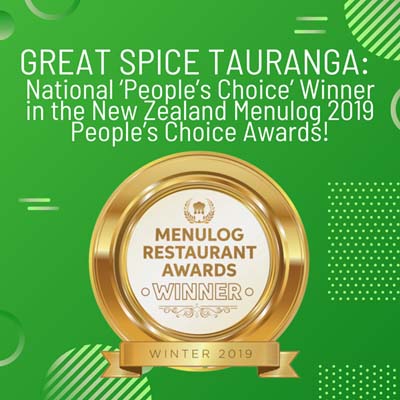 GREAT SPICE TAURANGA:
National ‘People’s Choice’ Winner
in the New Zealand Menulog 2019
People’s Choice Awards!
MENULOG
RESTAURANT
AWARDS
WINNER
WINTER 2019